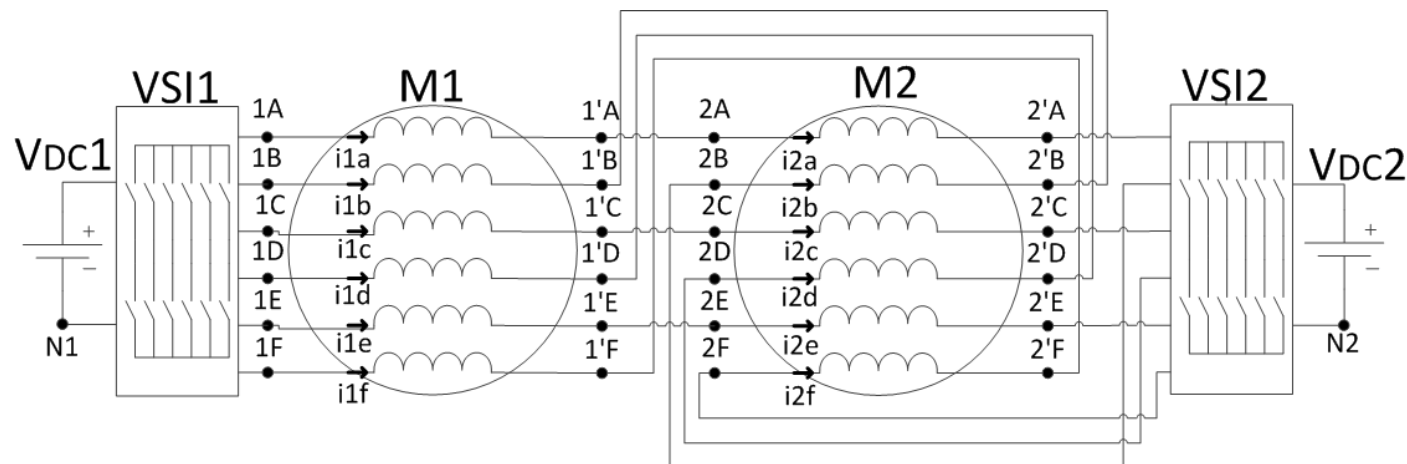 VSI1
M1
M2
VSI2
1A
1'A
2A
2'A
i1a
i2a
1B
1'B
2B
2'B
VDC1
VDC2
i1b
i2b
1C
1'C
2C
2'C
+
+
i1c
i2c
−
−
1D
1'D
2D
2'D
i1d
i2d
1E
1'E
2E
2'E
N1
N2
i1e
i2e
1F
1'F
2F
2'F
i1f
i2f